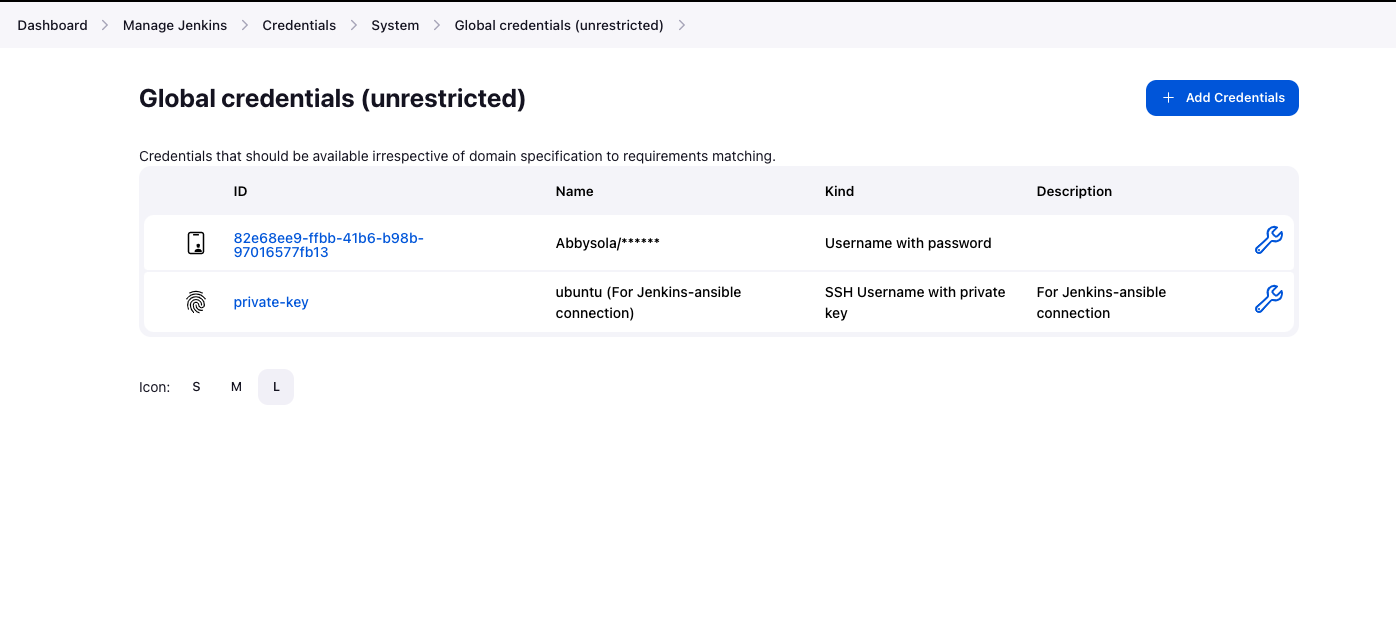 Dashboard > Manage Jenkins > Credentials > System > Global credentials (unrestricted) >
Global credentials (unrestricted)
+ Add Credentials
Credentials that should be available irrespective of domain specification to requirements matching.
ID Name Kind Description
82e68ee9-ffbb-41b6-b98b-
97016577fb13
Abbysola/******
Username with password
private-key
ubuntu (For Jenkins-ansible
connection)
SSH Username with private
key
For Jenkins-ansible
connection
Icon: S M L